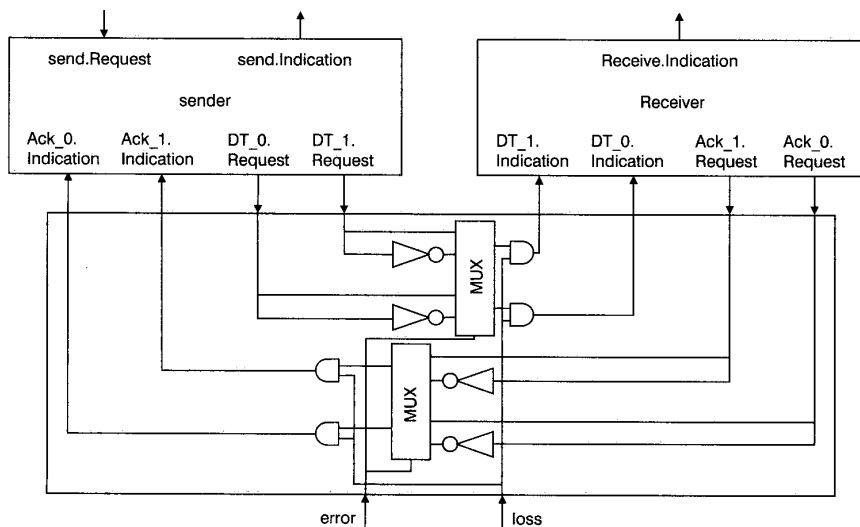 send.Request
send.Indication
sender
Ack_0.
Indication
Ack_1.
Indication
DT_0.
Request
DT_1.
Request
Receive.Indication
Receiver
DT_1.
Indication
DT_0.
Indication
Ack_1.
Request
Ack_0.
Request
MUX
MUX
error
loss